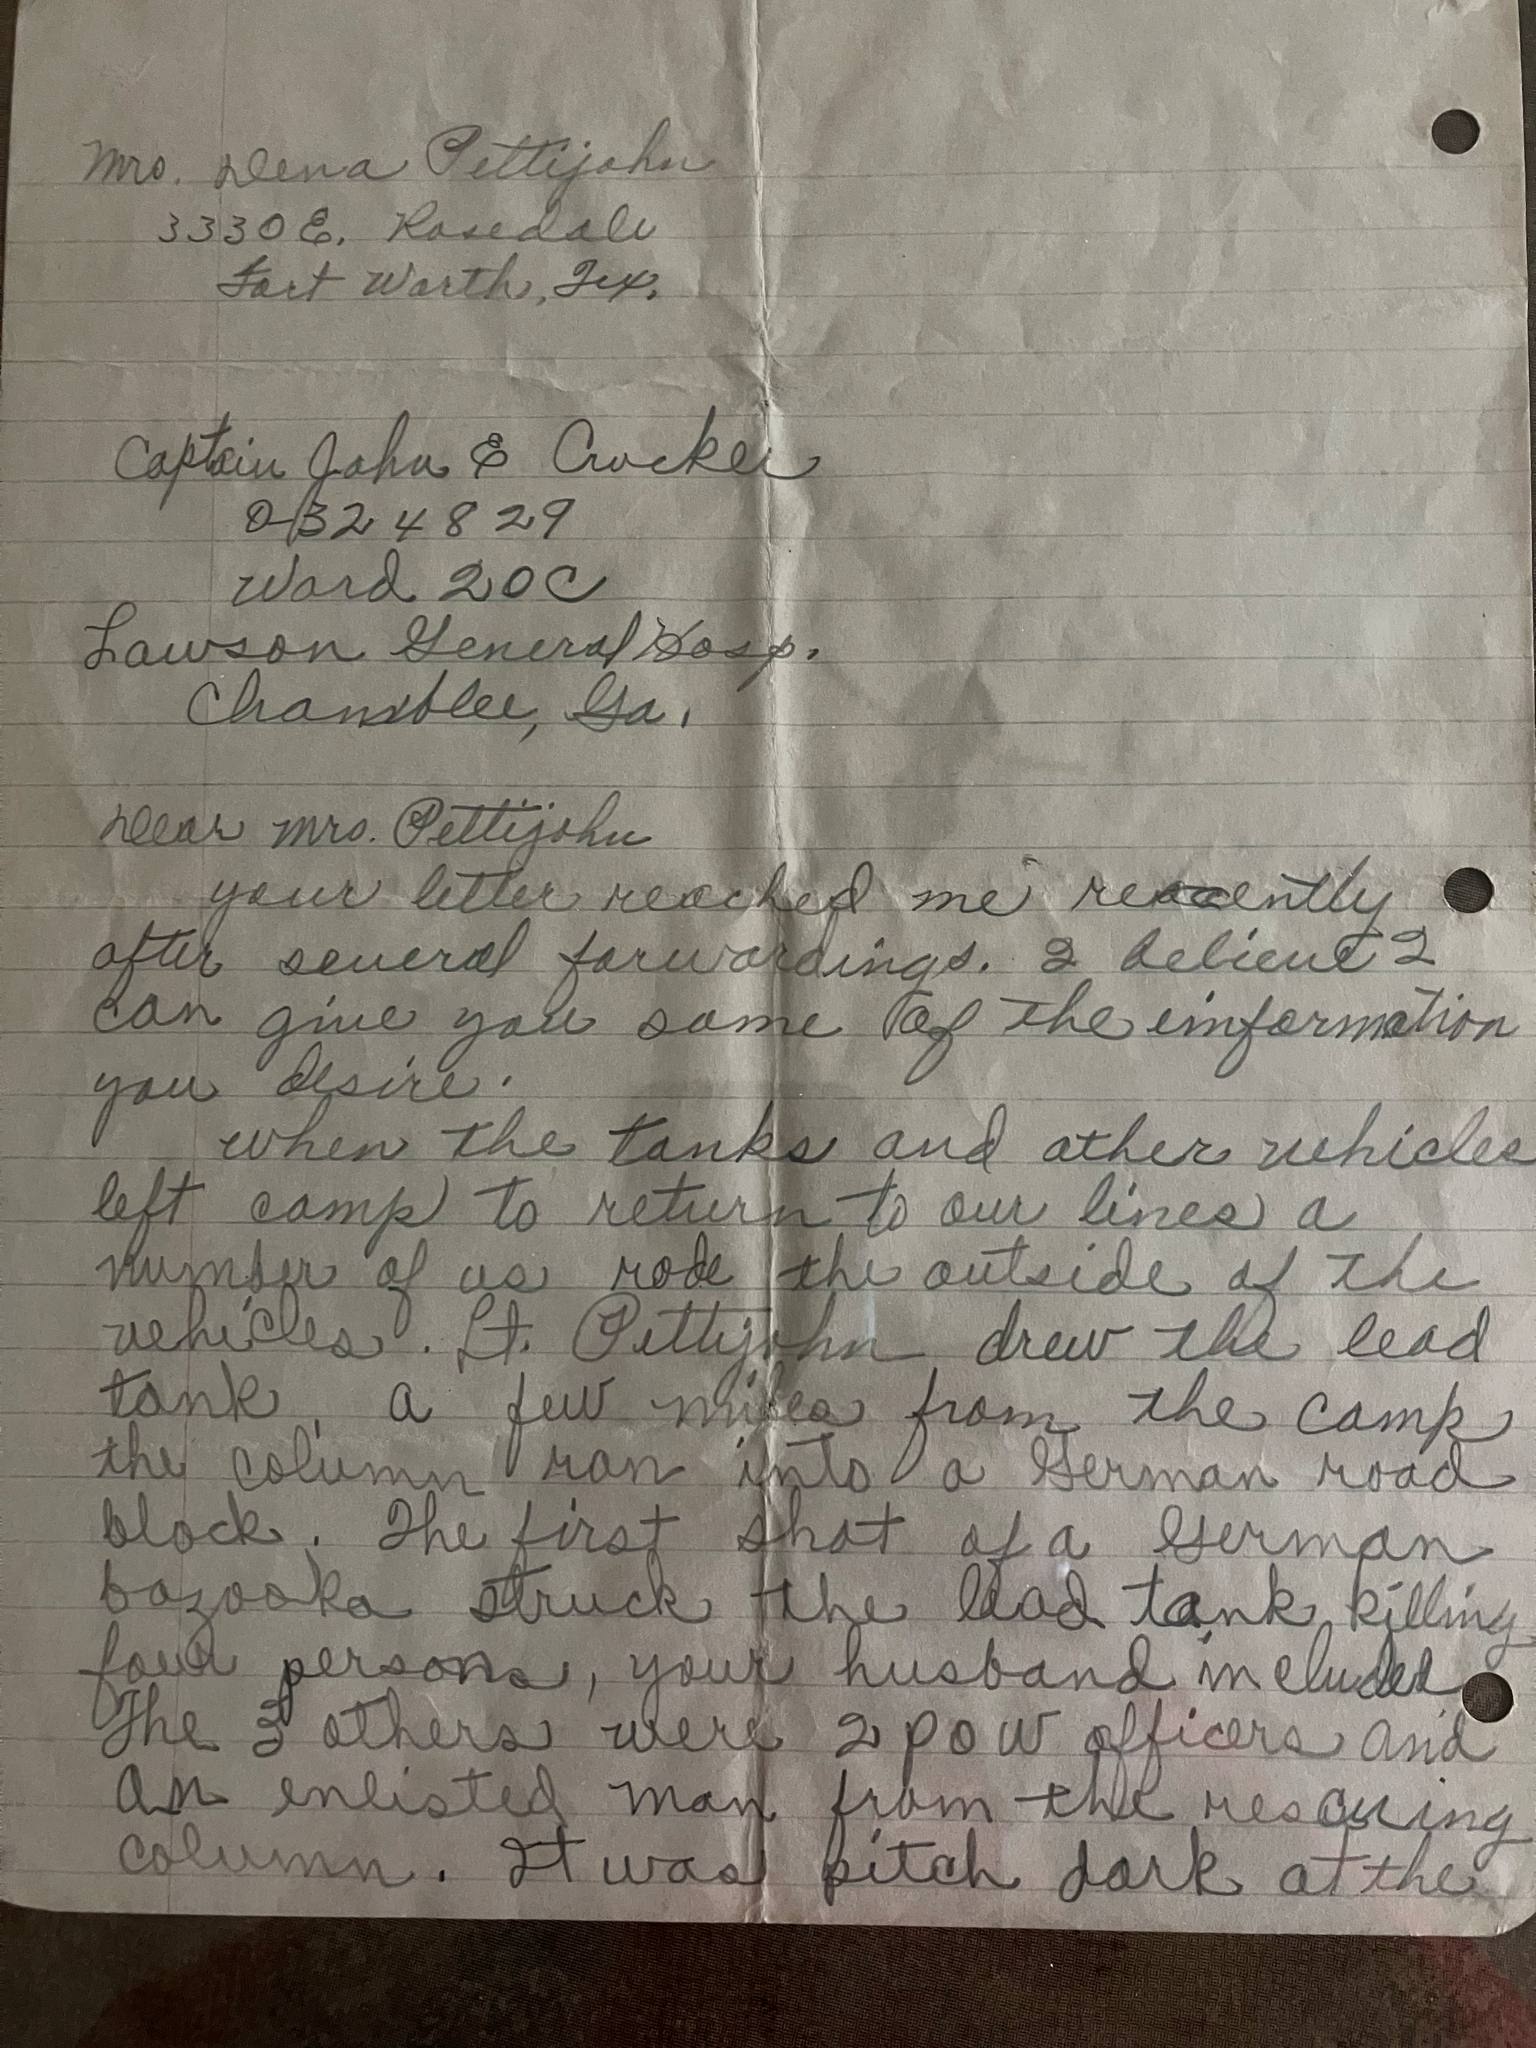 Mrs. Dena Pettijohn
3330 E. Rosedale
Fort Worth, Tex.
Captain John E Crocker
0-324829
Ward 20C
Lawson General Hosp.
Chamblee, Ga.
Dear Mrs. Pettijohn
your letter reached me recently
after several forwardings. I believe I
can give you some of the information
you desire.
when the tanks and other vehicles
left camp to return to our lines a
number of us rode the outside of the
vehicles. Lt. Pettijohn drew the lead
tank. a few miles from the camp
the column ran into a German road
block. The first shot of a German
bazooka struck the lead tank killing
four persons, your husband included
The 3 others were 2 POW officers and
an enlisted man from the rescuing
column. It was pitch dark at the